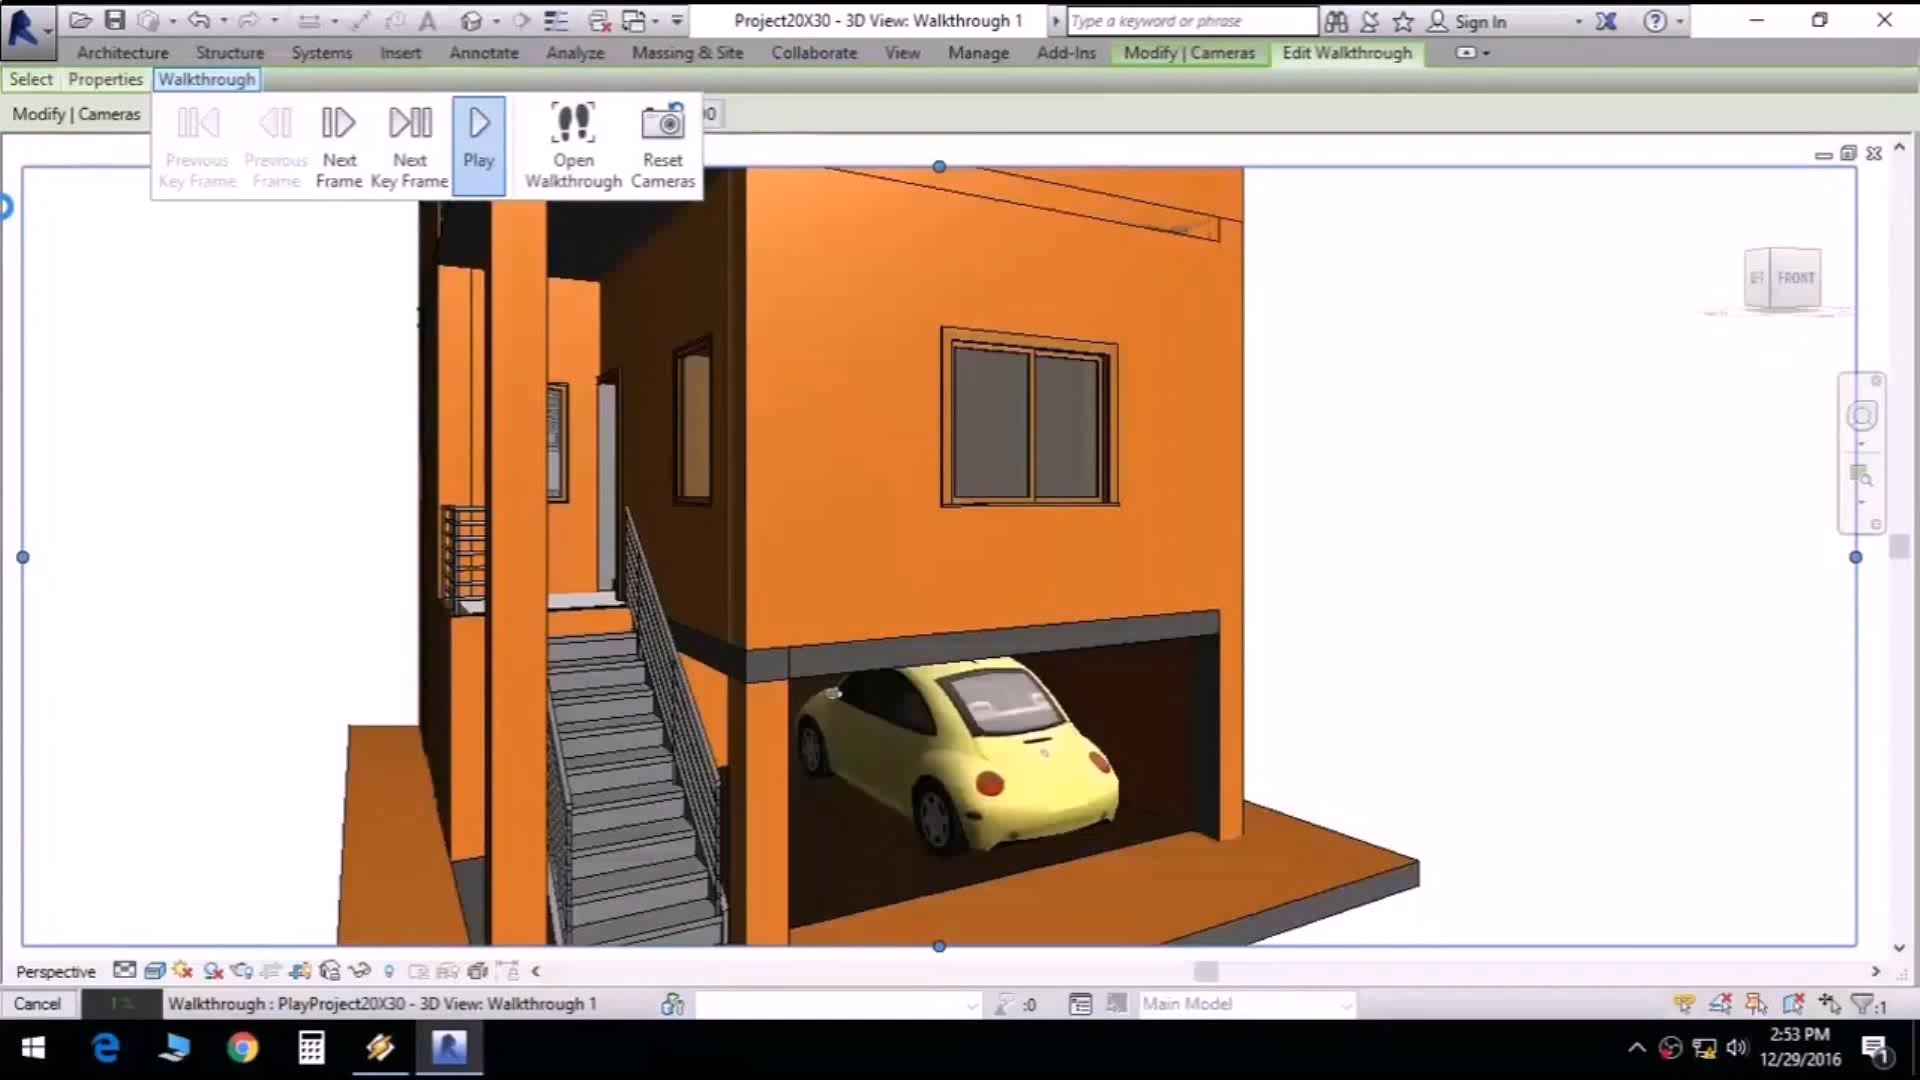 Project20X30 - 3D View: Walkthrough 1
Type a keyword or phrase
Sign In
Architecture Structure Systems Insert Annotate Analyze Massing & Site Collaborate View Manage Add-Ins Modify | Cameras Edit Walkthrough
Select Properties Walkthrough
Modify | Cameras
Previous Key Frame
Previous Frame
Next Frame
Next Key Frame
Play
Open Walkthrough
Reset Cameras
FRONT
Perspective
Cancel 1% Walkthrough : PlayProject20X30 - 3D View: Walkthrough 1 :0 Main Model :1
2:53 PM
12/29/2016
1